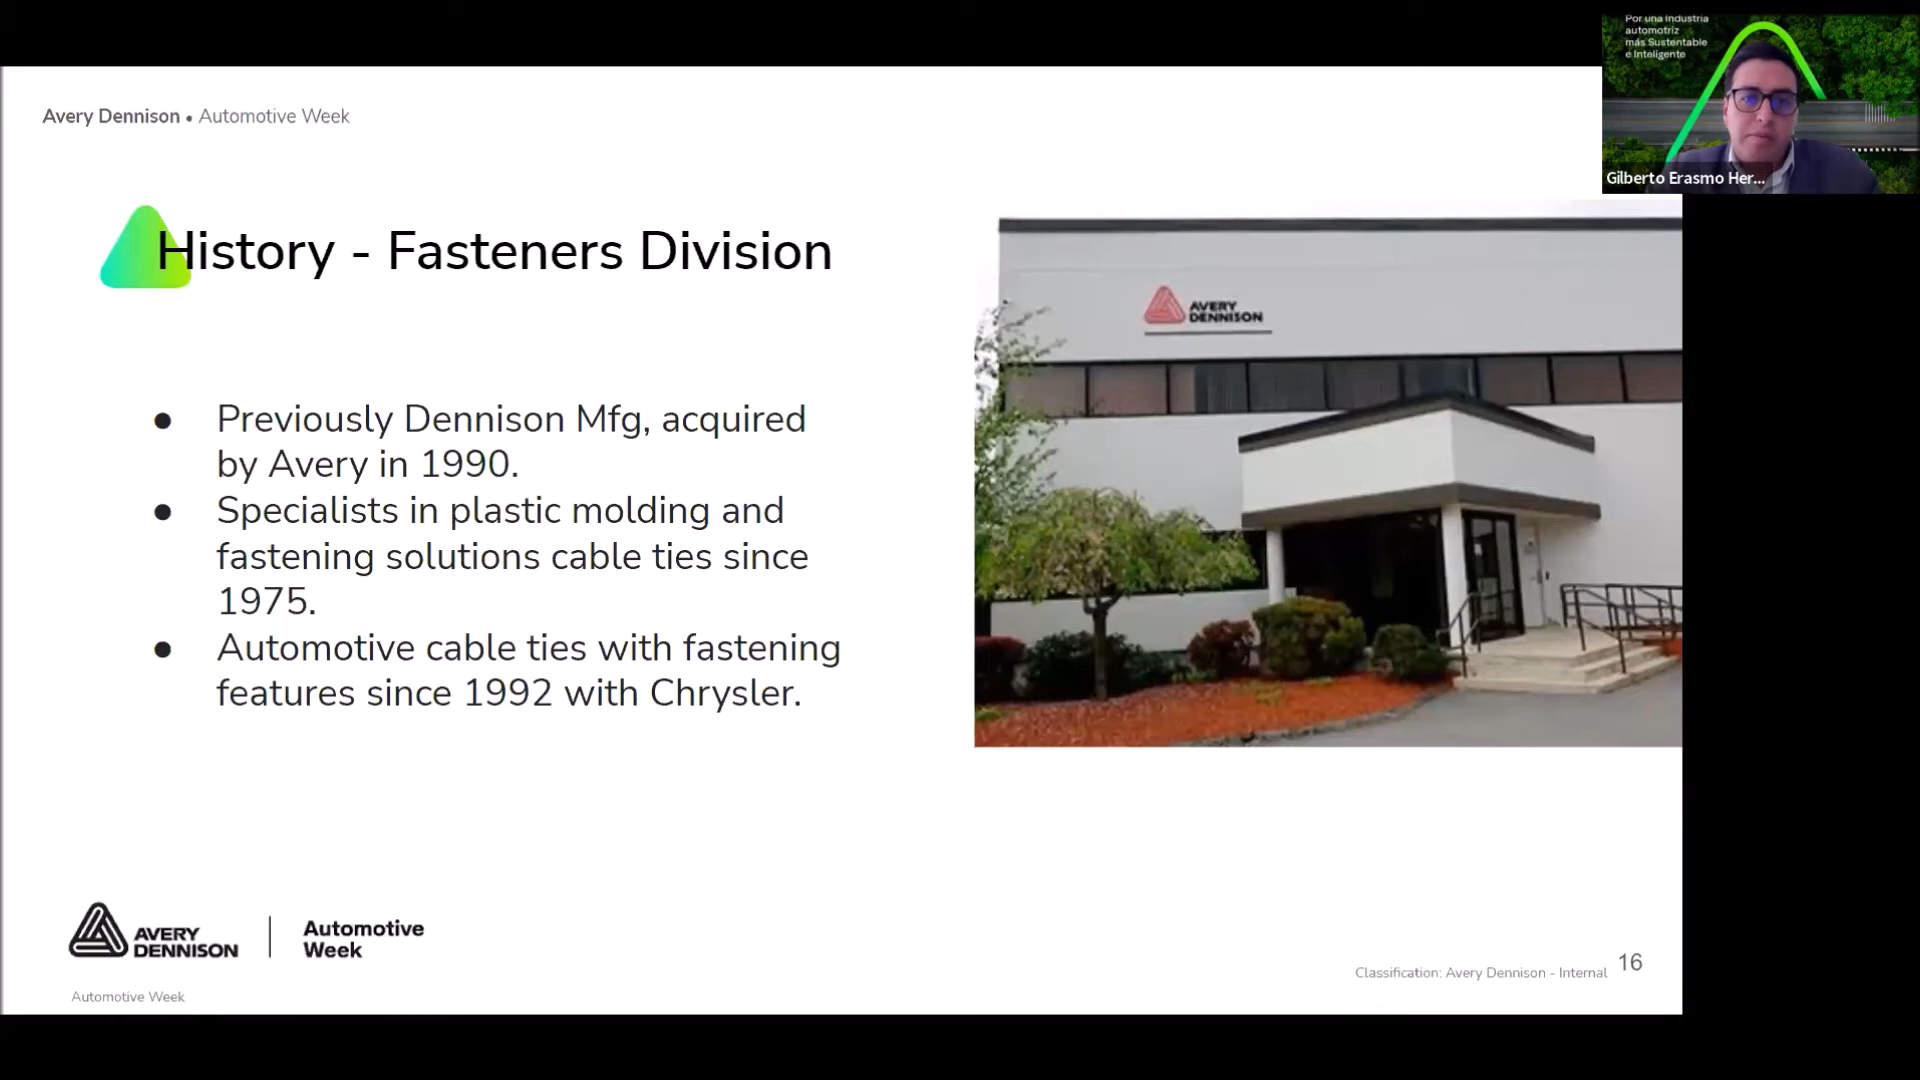 Por una industria
automotriz
más Sustentable
e Inteligente
Gilberto Erasmo Her...
Avery Dennison • Automotive Week
History - Fasteners Division
AVERY
DENNISON
● Previously Dennison Mfg, acquired
by Avery in 1990.
● Specialists in plastic molding and
fastening solutions cable ties since
1975.
● Automotive cable ties with fastening
features since 1992 with Chrysler.
AVERY
DENNISON
Automotive
Week
Classification: Avery Dennison - Internal
16
Automotive Week